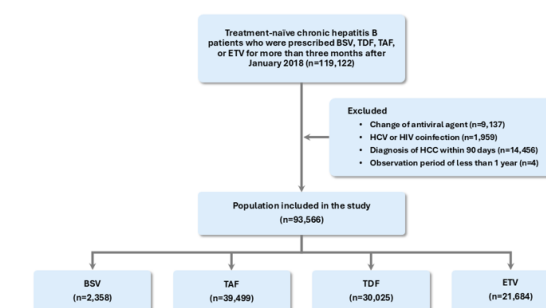 Treatment-naïve chronic hepatitis B
patients who were prescribed BSV, TDF, TAF,
or ETV for more than three months after
January 2018 (n=119,122)
Excluded
• Change of antiviral agent (n=9,137)
• HCV or HIV coinfection (n=1,959)
• Diagnosis of HCC within 90 days (n=14,456)
• Observation period of less than 1 year (n=4)
Population included in the study
(n=93,566)
BSV
(n=2,358)
TAF
(n=39,499)
TDF
(n=30,025)
ETV
(n=21,684)